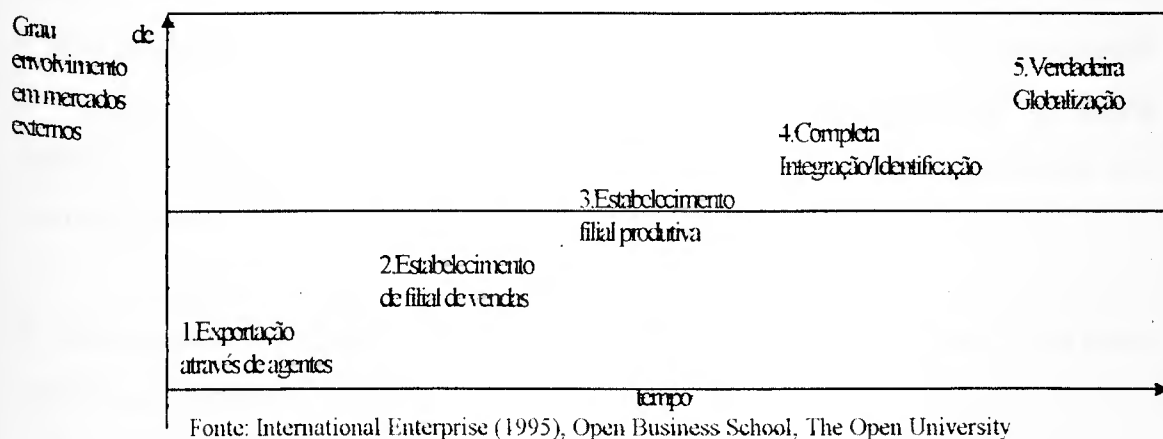 Grau de
envolvimento
em mercados
externos
5.Verdadeira
Globalização
4.Completa
Integração/Identificação
3.Estabelecimento
filial produtiva
2.Estabelecimento
de filial de vendas
1.Exportação
através de agentes
tempo
Fonte: International Enterprise (1995), Open Business School, The Open University